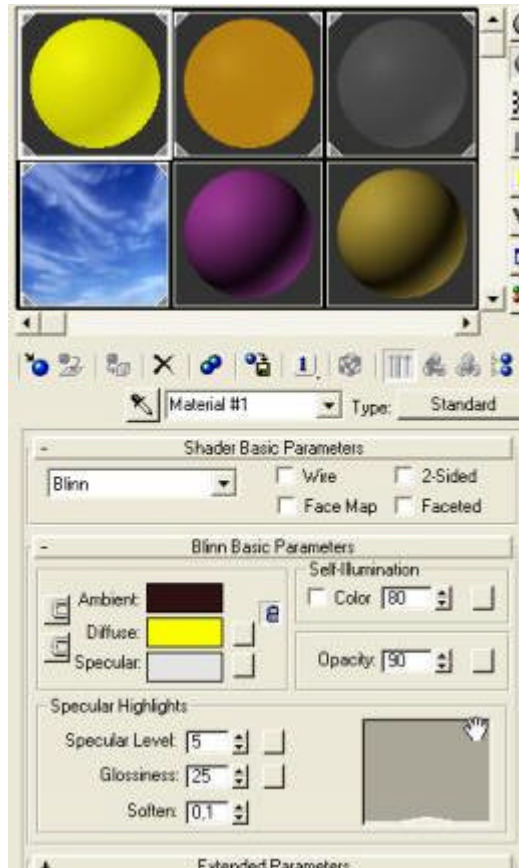 Material #1 Type: Standard
- Shader Basic Parameters
Blinn Wire 2-Sided
Face Map Faceted
- Blinn Basic Parameters
Self-Illumination
Ambient: Color 80
Diffuse:
Specular: Opacity: 90
Specular Highlights
Specular Level: 5
Glossiness: 25
Soften: 0,1
+ Extended Parameters